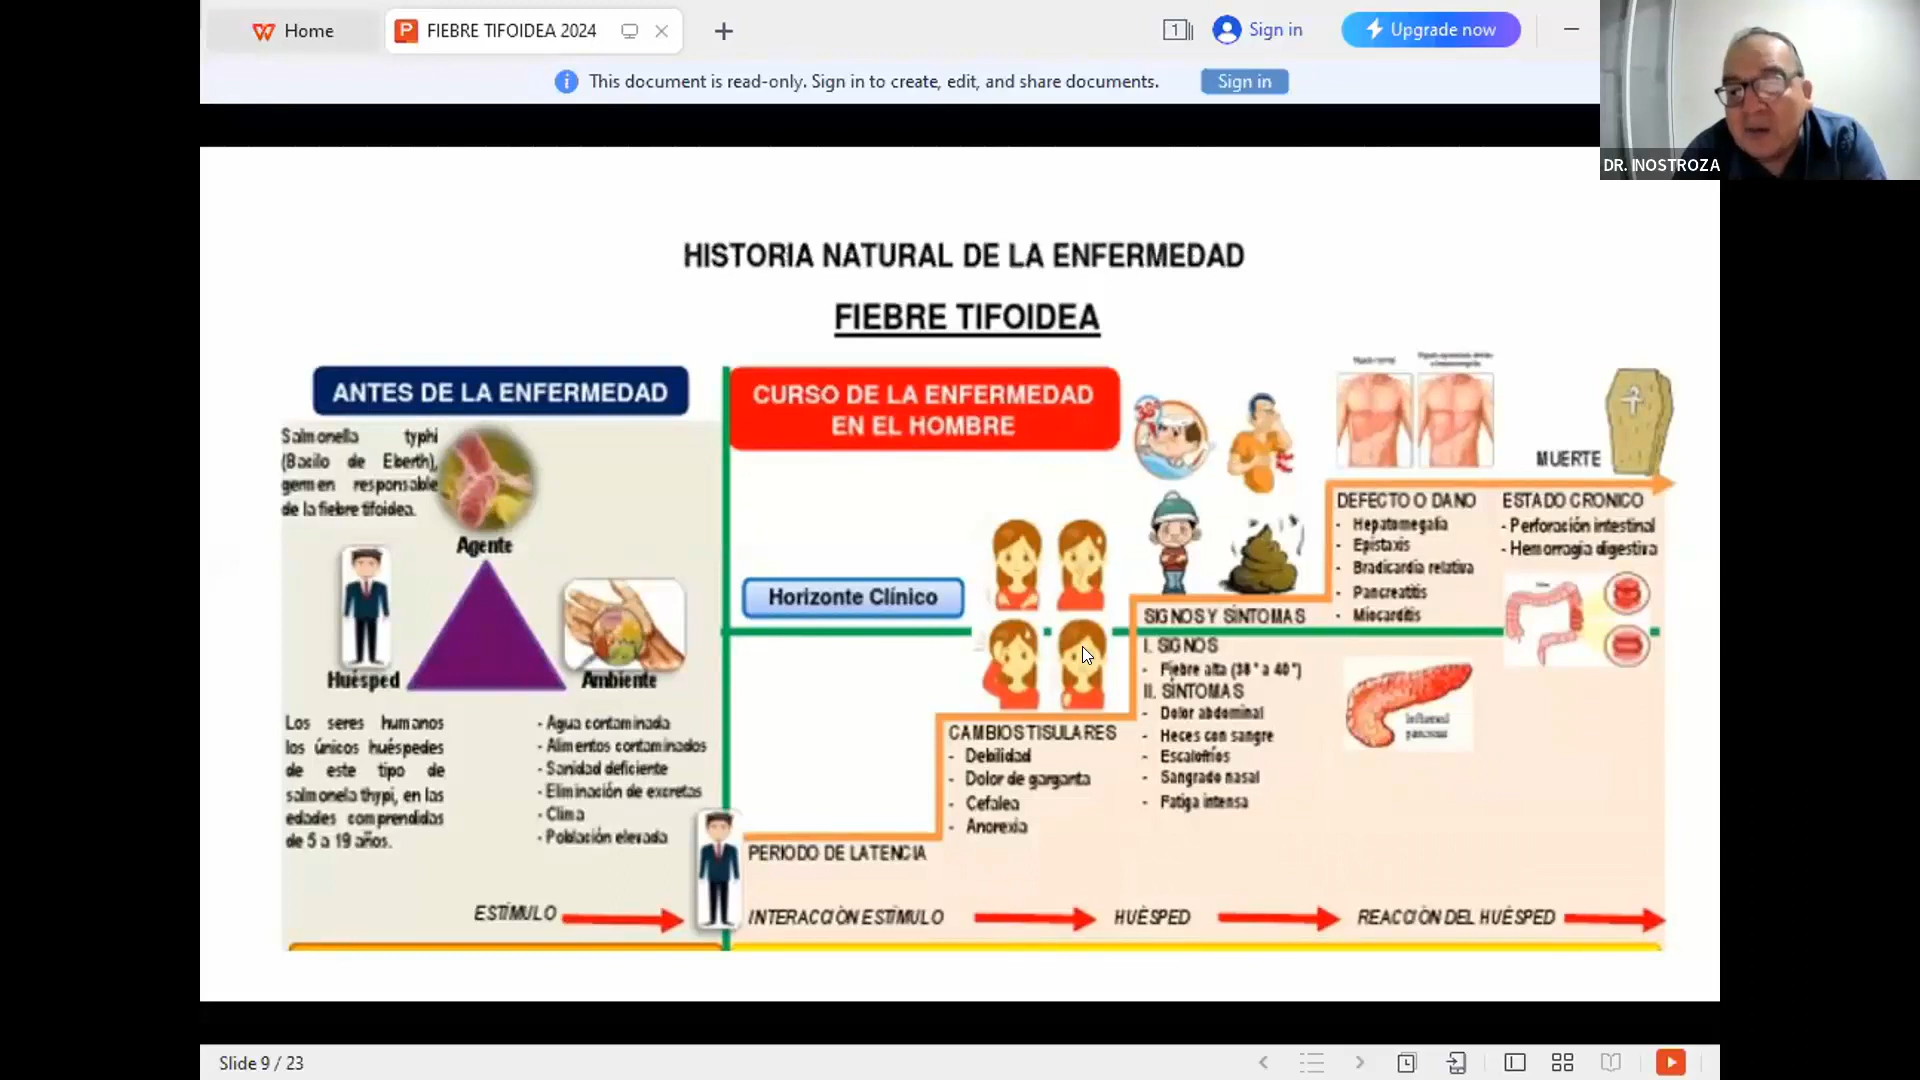 Home
FIEBRE TIFOIDEA 2024
Sign in
Upgrade now
This document is read-only. Sign in to create, edit, and share documents.
Sign in
DR. INOSTROZA
HISTORIA NATURAL DE LA ENFERMEDAD
FIEBRE TIFOIDEA
ANTES DE LA ENFERMEDAD
Salmonella typhi
(Bacilo de Eberth),
germen responsable
de la fiebre tifoidea.
Agente
Huésped
Ambiente
Los seres humanos
los únicos huéspedes
de este tipo de
salmonela thypi, en las
edades comprendidas
de 5 a 19 años.
- Agua contaminada
- Alimentos contaminados
- Sanidad deficiente
- Eliminación de excretas
- Clima
- Población elevada
ESTÍMULO
CURSO DE LA ENFERMEDAD
EN EL HOMBRE
Horizonte Clínico
PERIODO DE LATENCIA
CAMBIOS TISULARES
- Debilidad
- Dolor de garganta
- Cefalea
- Anorexia
SIGNOS Y SÍNTOMAS
I. SIGNOS
- Fiebre alta (38° a 40°)
II. SÍNTOMAS
- Dolor abdominal
- Heces con sangre
- Escalofríos
- Sangrado nasal
- Fatiga intensa
DEFECTO O DAÑO
- Hepatomegalia
- Epistaxis
- Bradicardia relativa
- Pancreatitis
- Miocarditis
inflamed
pancreas
MUERTE
ESTADO CRONICO
- Perforación intestinal
- Hemorragia digestiva
INTERACCIÓN ESTÍMULO
HUÉSPED
REACCIÓN DEL HUÉSPED
Slide 9 / 23